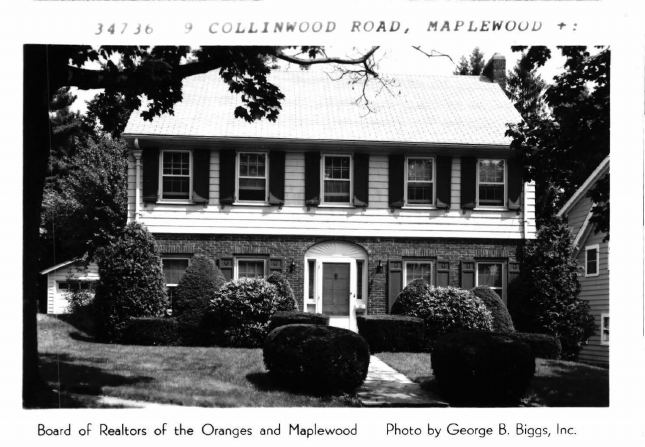 34736 9 COLLINWOOD ROAD, MAPLEWOOD +:
Board of Realtors of the Oranges and Maplewood Photo by George B. Biggs, Inc.